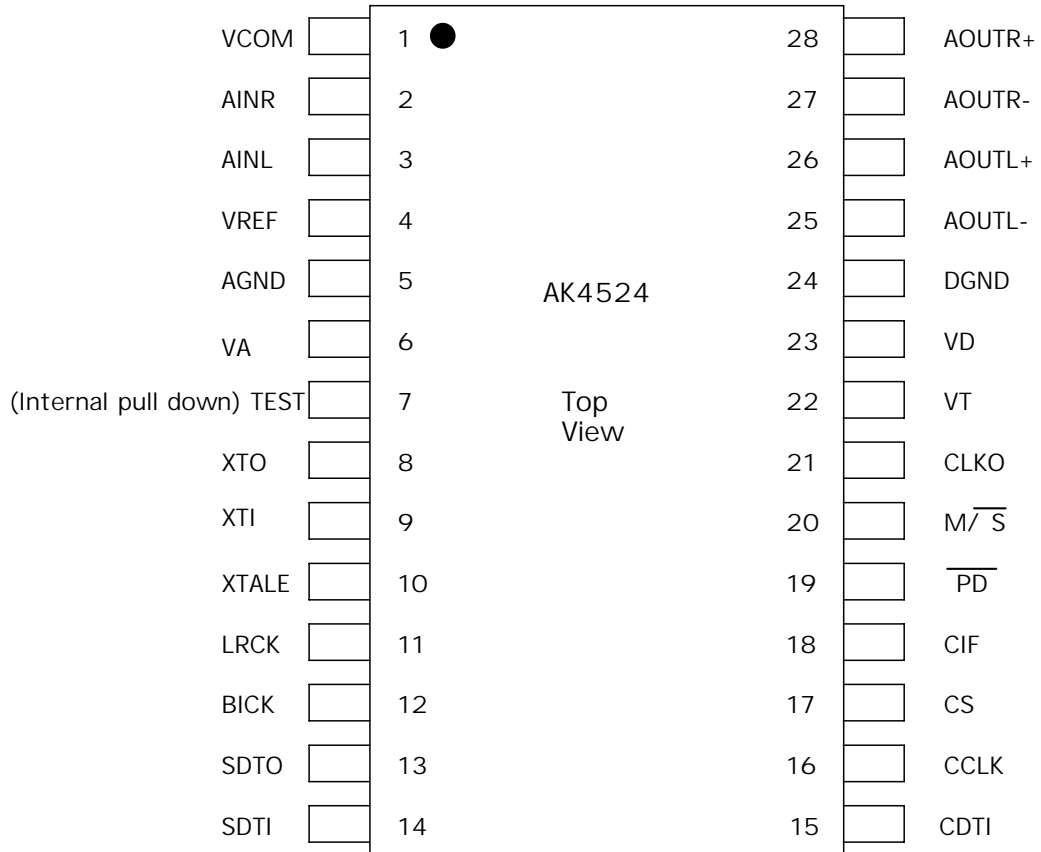 VCOM 1 28 AOUTR+
AINR 2 27 AOUTR-
AINL 3 26 AOUTL+
VREF 4 25 AOUTL-
AGND 5 AK4524 24 DGND
VA 6 23 VD
(Internal pull down) TEST 7 Top 22 VT
View
XTO 8 21 CLKO
XTI 9 20 M/ S
XTALE 10 19 PD
LRCK 11 18 CIF
BICK 12 17 CS
SDTO 13 16 CCLK
SDTI 14 15 CDTI